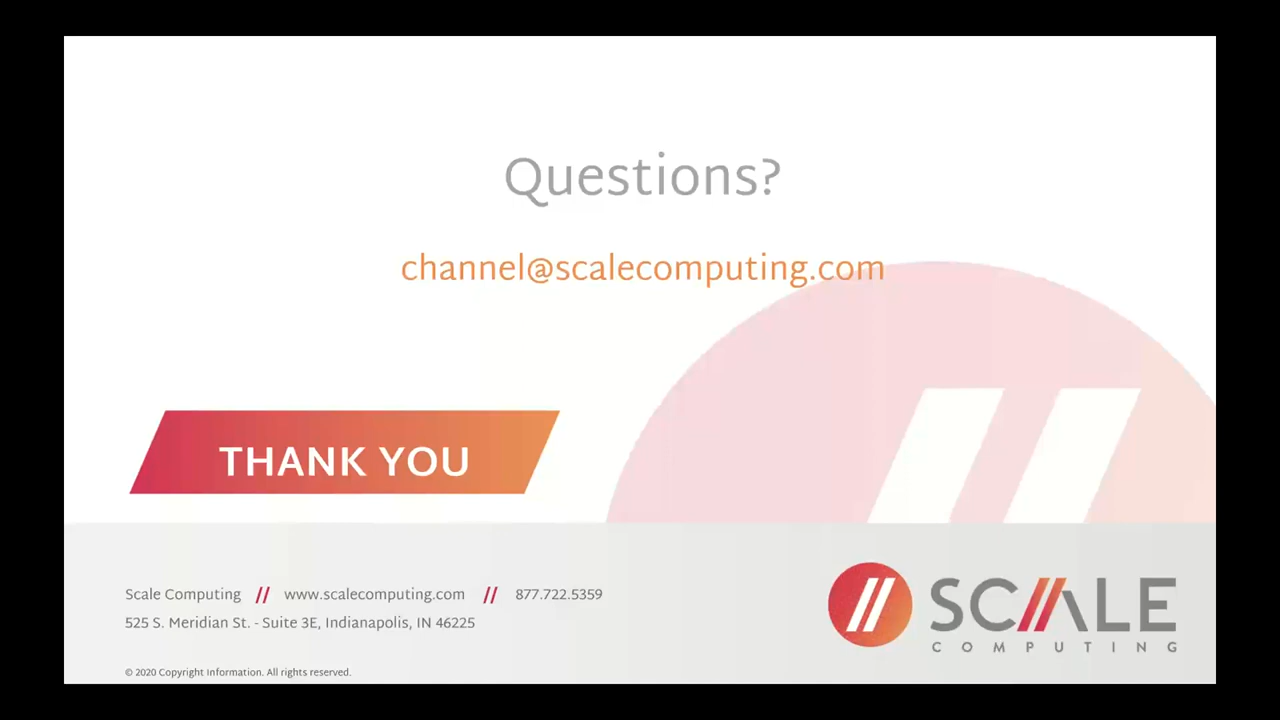 Questions?
channel@scalecomputing.com
THANK YOU
Scale Computing // www.scalecomputing.com // 877.722.5359
525 S. Meridian St. - Suite 3E, Indianapolis, IN 46225
© 2020 Copyright Information. All rights reserved.
SCALE
COMPUTING